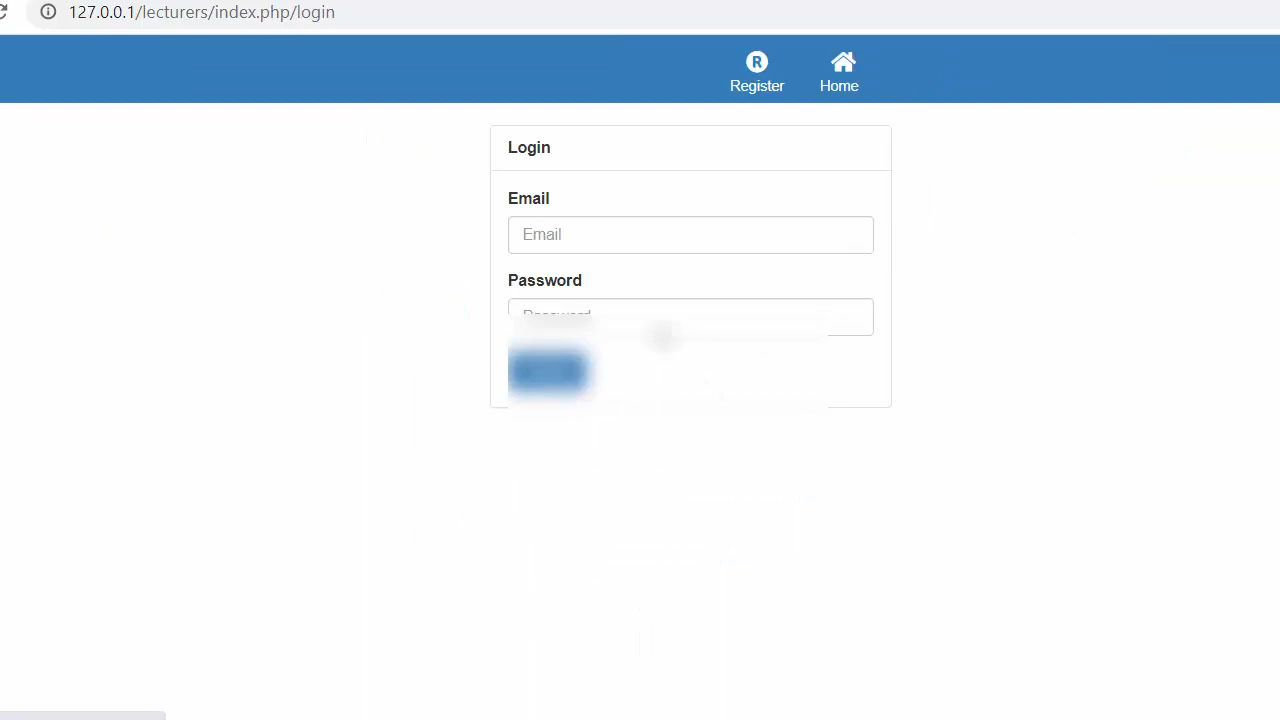 127.0.0.1/lecturers/index.php/login
R
Register
Home
Login
Email
Email
Password
Password